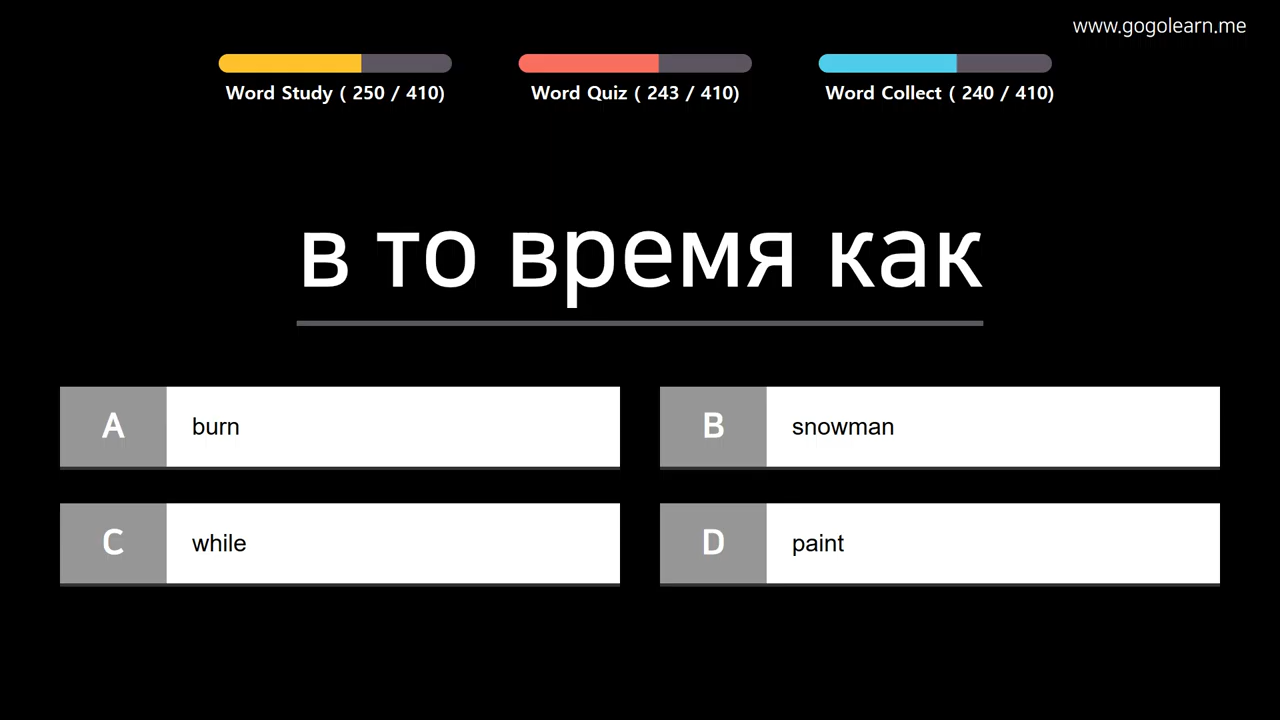 www.gogolearn.me
Word Study ( 250 / 410)
Word Quiz ( 243 / 410)
Word Collect ( 240 / 410)
в то время как
A burn
B snowman
C while
D paint